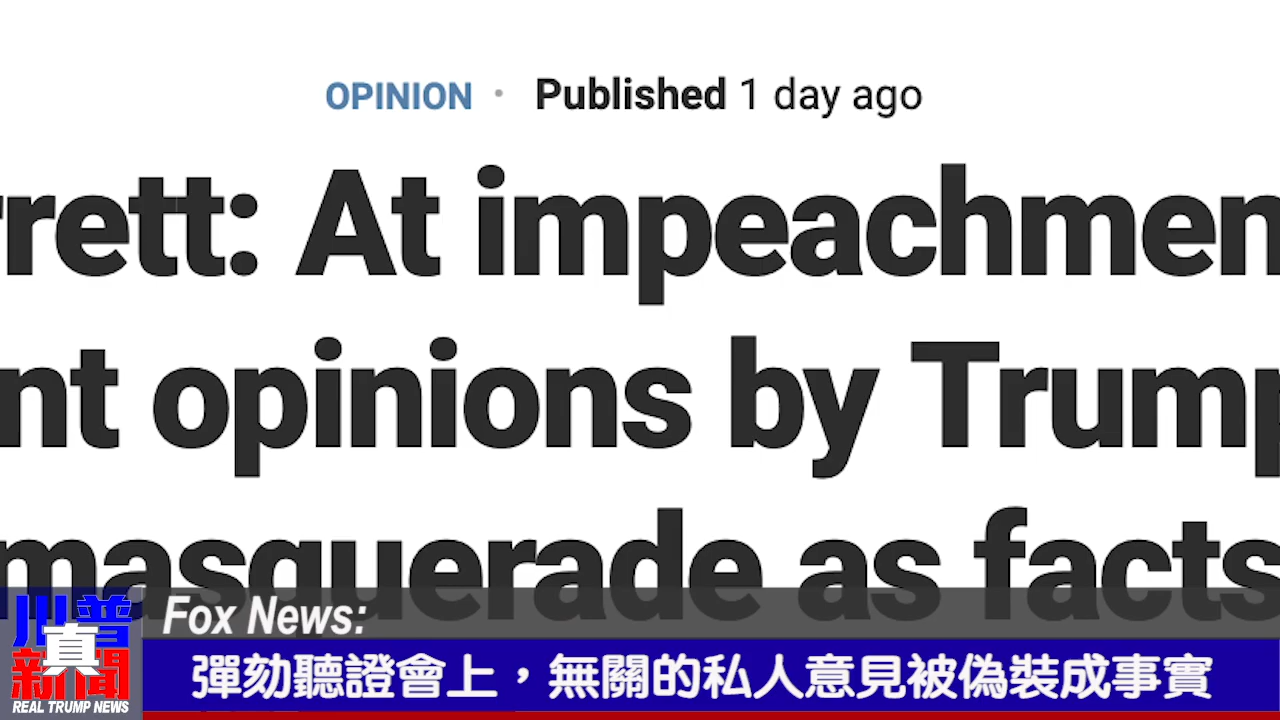 OPINION • Published 1 day ago
rrett: At impeachmen
nt opinions by Trump
masquerade as facts
Fox News:
彈劾聽證會上，無關的私人意見被偽裝成事實
川普
真
新聞
REAL TRUMP NEWS